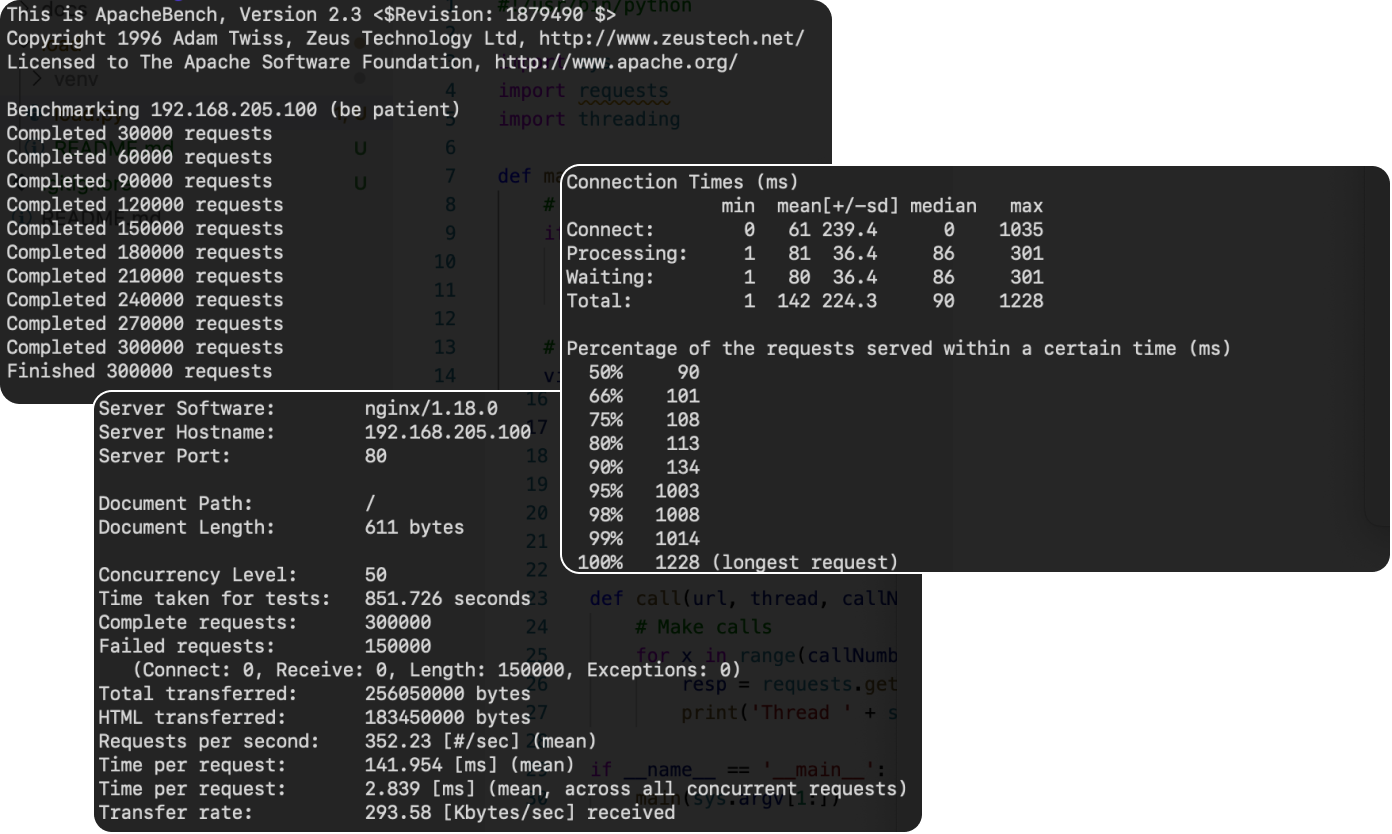 This is ApacheBench, Version 2.3 <$Revision: 1879490 $>
Copyright 1996 Adam Twiss, Zeus Technology Ltd, http://www.zeustech.net/
Licensed to The Apache Software Foundation, http://www.apache.org/
Benchmarking 192.168.205.100 (be patient)
Completed 30000 requests
Completed 60000 requests
Completed 90000 requests
Completed 120000 requests
Completed 150000 requests
Completed 180000 requests
Completed 210000 requests
Completed 240000 requests
Completed 270000 requests
Completed 300000 requests
Finished 300000 requests
venv
README.md
U
U
README.md
#!/usr/bin/python
4 import requests
5 import threading
6
7 def
8 #
9
10
11
12
13 #
14
Server Software: nginx/1.18.0
Server Hostname: 192.168.205.100
Server Port: 80
Document Path: /
Document Length: 611 bytes
Concurrency Level: 50
Time taken for tests: 851.726 seconds
Complete requests: 300000
Failed requests: 150000
(Connect: 0, Receive: 0, Length: 150000, Exceptions: 0)
Total transferred: 256050000 bytes
HTML transferred: 183450000 bytes
Requests per second: 352.23 [#/sec] (mean)
Time per request: 141.954 [ms] (mean)
Time per request: 2.839 [ms] (mean, across all concurrent requests)
Transfer rate: 293.58 [Kbytes/sec] received
16
17
18
19
20
21
22
23 def call(url, thread, callN
24 # Make calls
25 for x in range(callNumb
26 resp = requests.get
27 print('Thread ' + s
if __name__ == '__main__':
30 main(sys.argv[1:])
Connection Times (ms)
min mean[+/-sd] median max
Connect: 0 61 239.4 0 1035
Processing: 1 81 36.4 86 301
Waiting: 1 80 36.4 86 301
Total: 1 142 224.3 90 1228
Percentage of the requests served within a certain time (ms)
50% 90
66% 101
75% 108
80% 113
90% 134
95% 1003
98% 1008
99% 1014
100% 1228 (longest request)